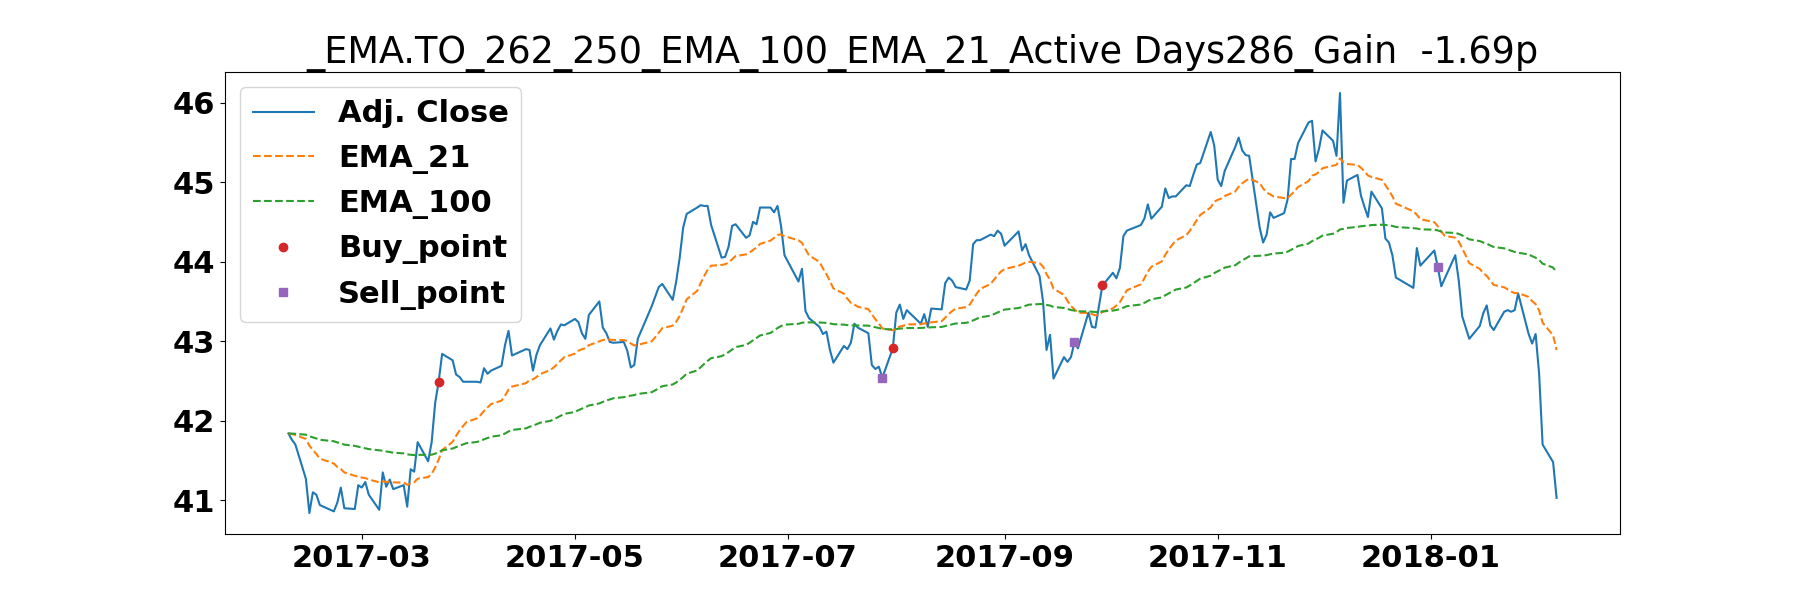 _EMA.TO_262_250_EMA_100_EMA_21_Active Days286_Gain  -1.69p
Adj. Close
EMA_21
EMA_100
Buy_point
Sell_point
46
45
44
43
42
41
2017-03 2017-05 2017-07 2017-09 2017-11 2018-01